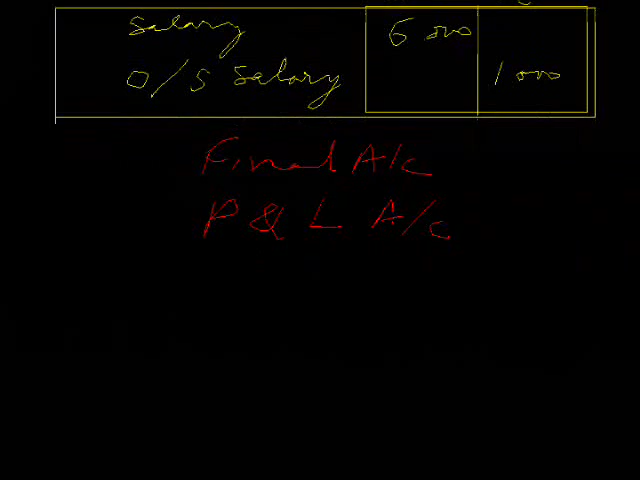 Salary 6000
O/S Salary 1000
Final A/c
P & L A/c